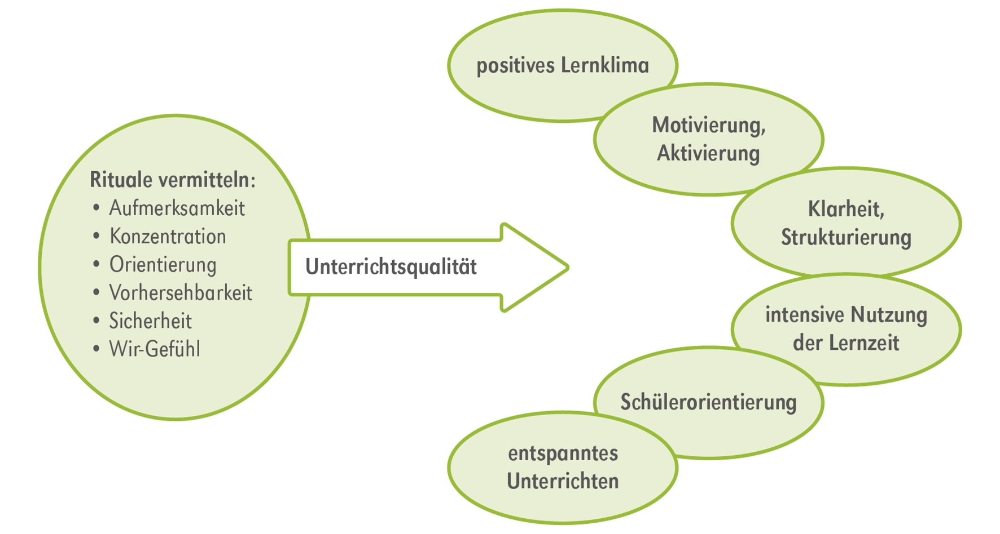 Rituale vermitteln:
• Aufmerksamkeit
• Konzentration
• Orientierung
• Vorhersehbarkeit
• Sicherheit
• Wir-Gefühl
Unterrichtsqualität
positives Lernklima
Motivierung,
Aktivierung
Klarheit,
Strukturierung
intensive Nutzung
der Lernzeit
Schülerorientierung
entspanntes
Unterrichten